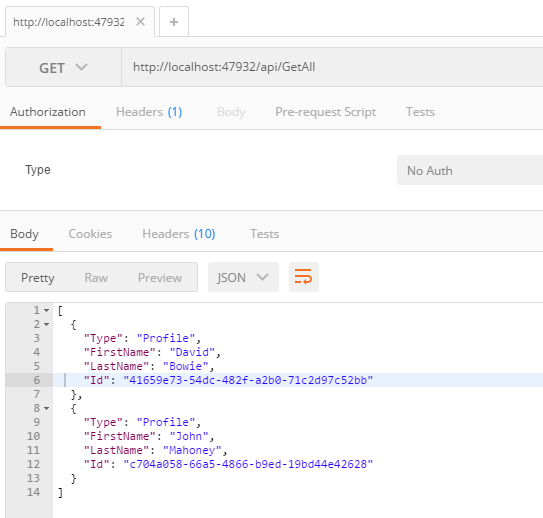 http://localhost:47932
GET http://localhost:47932/api/GetAll
Authorization Headers (1) Body Pre-request Script Tests
Type No Auth
Body Cookies Headers (10) Tests
Pretty Raw Preview JSON
1 [
2 {
3 "Type": "Profile",
4 "FirstName": "David",
5 "LastName": "Bowie",
6 "Id": "41659e73-54dc-482f-a2b0-71c2d97c52bb"
7 },
8 {
9 "Type": "Profile",
10 "FirstName": "John",
11 "LastName": "Mahoney",
12 "Id": "c704a058-66a5-4866-b9ed-19bd44e42628"
13 }
14 ]